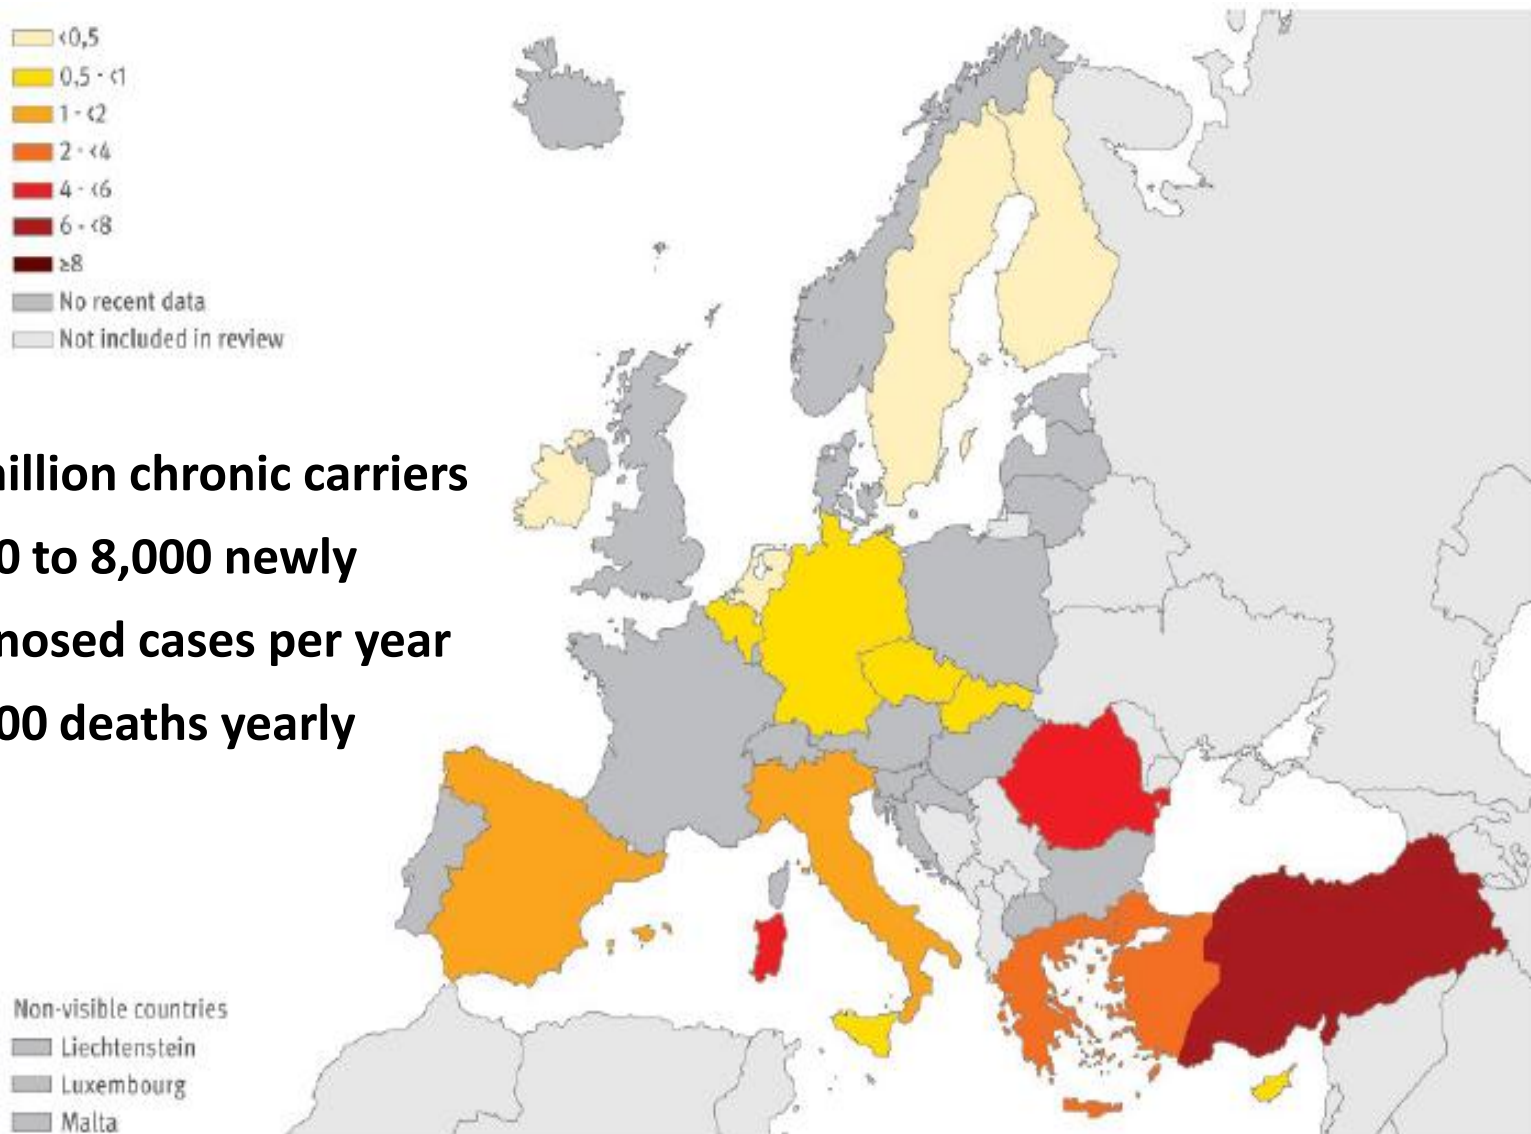 <0,5
0,5 - <1
1 - <2
2 - <4
4 - <6
6 - <8
≥8
No recent data
Not included in review
illion chronic carriers
0 to 8,000 newly
nosed cases per year
00 deaths yearly
Non-visible countries
Liechtenstein
Luxembourg
Malta